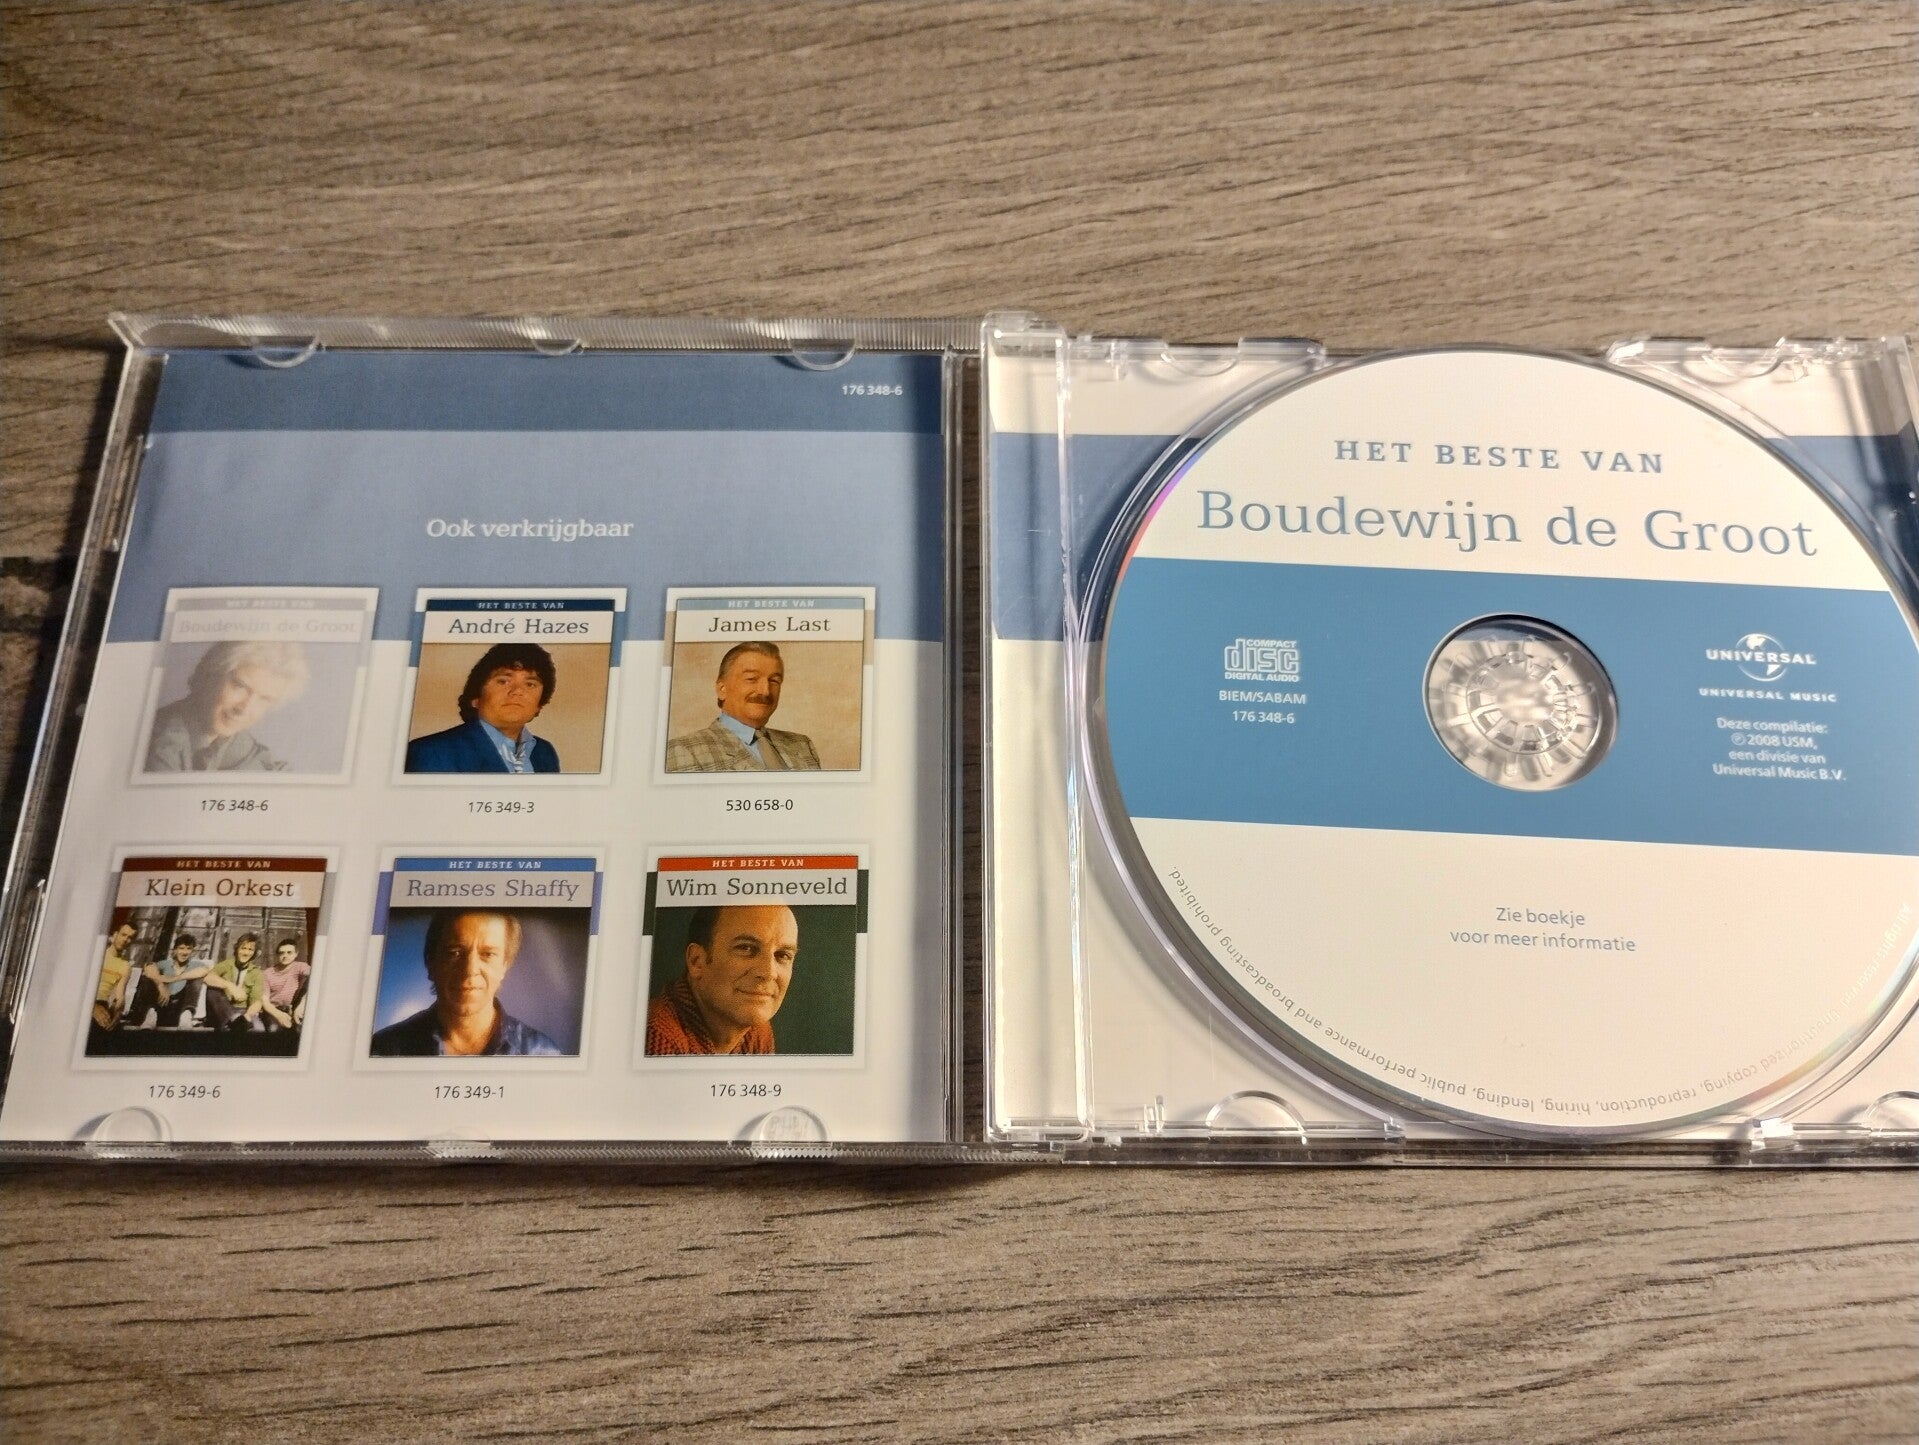 176 348-6
Ook verkrijgbaar
HET BESTE VAN
Boudewijn de Groot
176 348-6
HET BESTE VAN
André Hazes
176 349-3
HET BESTE VAN
James Last
530 658-0
HET BESTE VAN
Klein Orkest
176 349-6
HET BESTE VAN
Ramses Shaffy
176 349-1
HET BESTE VAN
Wim Sonneveld
176 348-9
HET BESTE VAN
Boudewijn de Groot
COMPACT
disc
DIGITAL AUDIO
BIEM/SABAM
176 348-6
UNIVERSAL
UNIVERSAL MUSIC
Deze compilatie:
℗ 2008 USM,
een divisie van
Universal Music B.V.
Zie boekje
voor meer informatie
All rights reserved. Unauthorized copying, reproduction, hiring, lending, public performance and broadcasting prohibited.